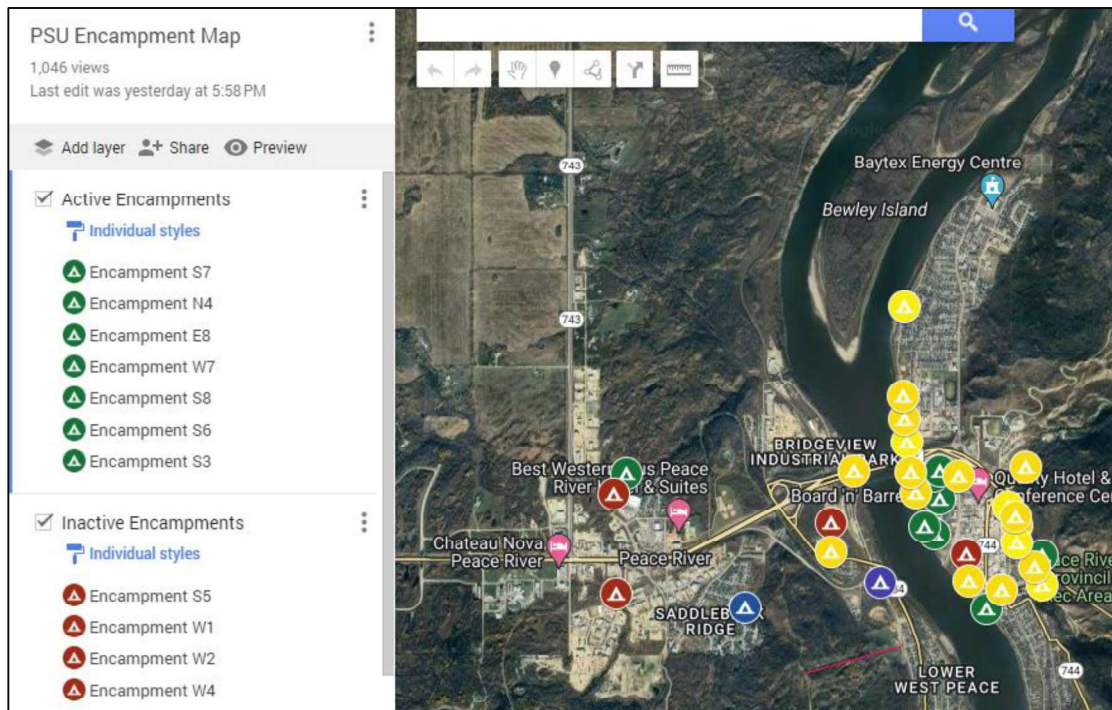 PSU Encampment Map
1,046 views
Last edit was yesterday at 5:58 PM
Add layer Share Preview
Active Encampments
Individual styles
Encampment S7
Encampment N4
Encampment E8
Encampment W7
Encampment S8
Encampment S6
Encampment S3
Inactive Encampments
Individual styles
Encampment S5
Encampment W1
Encampment W2
Encampment W4
743
Baytex Energy Centre
Bewley Island
743
BRIDGEVIEW
INDUSTRIAL PARK
Best Western
us Peace
River
& Suites
Board 'n' Barre
Hotel &
Conference Ce
Chateau Nova
Peace River
Peace River
744
SADDLEB
K
RIDGE
LOWER
WEST PEACE
744